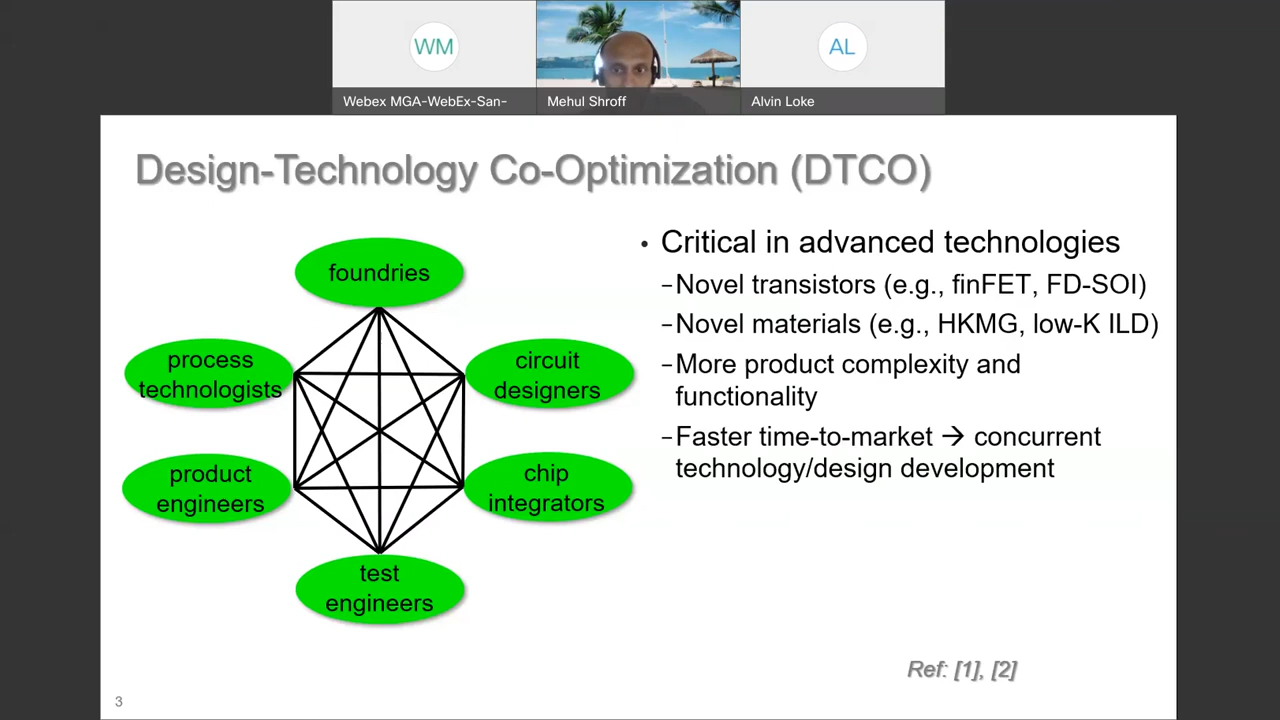 WM
AL
Webex MGA-WebEx-San-
Mehul Shroff
Alvin Loke
Design-Technology Co-Optimization (DTCO)
foundries
process
technologists
circuit
designers
product
engineers
chip
integrators
test
engineers
• Critical in advanced technologies
–Novel transistors (e.g., finFET, FD-SOI)
–Novel materials (e.g., HKMG, low-K ILD)
–More product complexity and
functionality
–Faster time-to-market → concurrent
technology/design development
Ref: [1], [2]
3